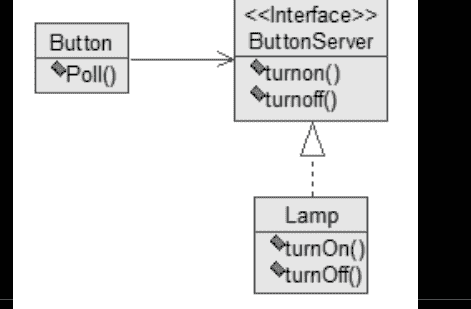 Button
Poll()
<<Interface>>
ButtonServer
turnon()
turnoff()
Lamp
turnOn()
turnOff()